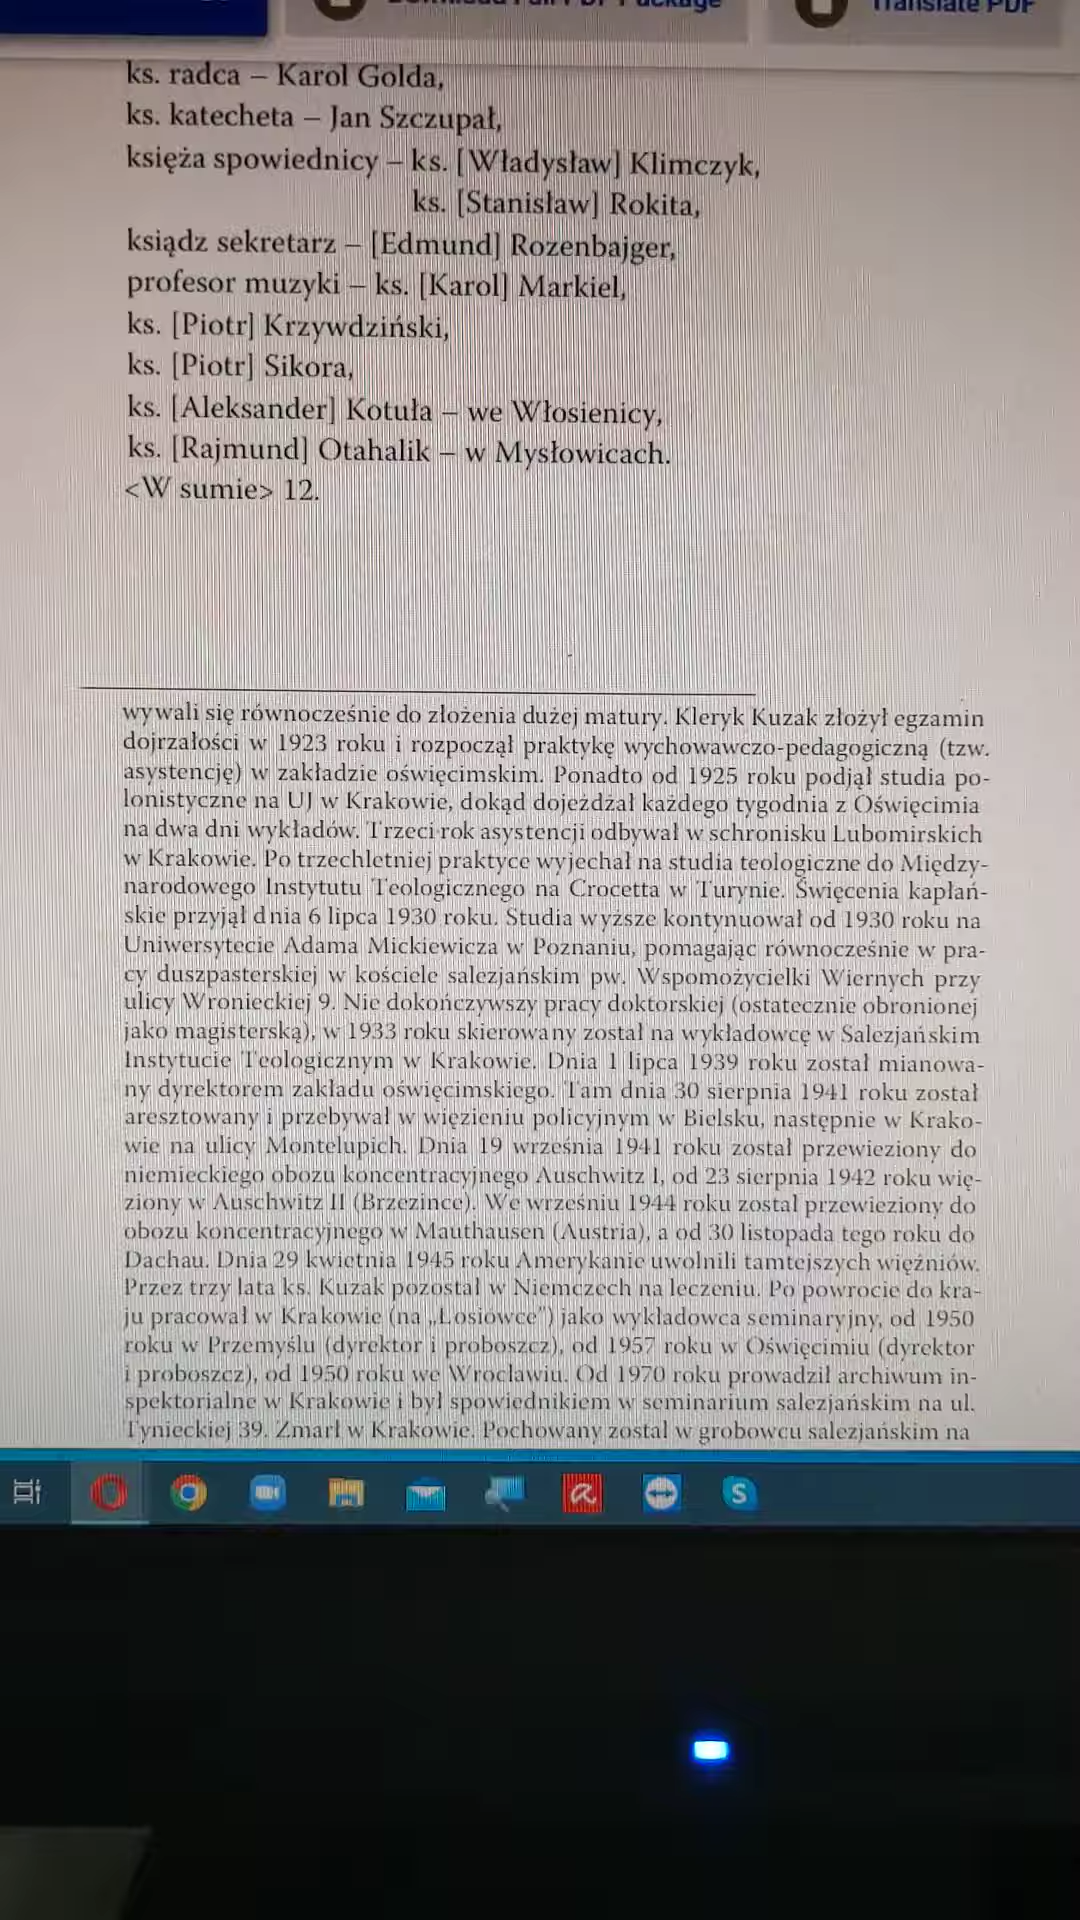 Download Full PDF Package
Translate PDF
ks. radca – Karol Golda,
ks. katecheta – Jan Szczupał,
księża spowiednicy – ks. [Władysław] Klimczyk,
ks. [Stanisław] Rokita,
ksiądz sekretarz – [Edmund] Rozenbajger,
profesor muzyki – ks. [Karol] Markiel,
ks. [Piotr] Krzywdziński,
ks. [Piotr] Sikora,
ks. [Aleksander] Kotuła – we Włosienicy,
ks. [Rajmund] Otahalik – w Mysłowicach.
<W sumie> 12.
wywali się równocześnie do złożenia dużej matury. Kleryk Kuzak złożył egzamin
dojrzałości w 1923 roku i rozpoczął praktykę wychowawczo-pedagogiczną (tzw.
asystencję) w zakładzie oświęcimskim. Ponadto od 1925 roku podjął studia po-
lonistyczne na UJ w Krakowie, dokąd dojeżdżał każdego tygodnia z Oświęcimia
na dwa dni wykładów. Trzeci rok asystencji odbywał w schronisku Lubomirskich
w Krakowie. Po trzechletniej praktyce wyjechał na studia teologiczne do Między-
narodowego Instytutu Teologicznego na Crocetta w Turynie. Święcenia kapłań-
skie przyjął dnia 6 lipca 1930 roku. Studia wyższe kontynuował od 1930 roku na
Uniwersytecie Adama Mickiewicza w Poznaniu, pomagając równocześnie w pra-
cy duszpasterskiej w kościele salezjańskim pw. Wspomożycielki Wiernych przy
ulicy Wronieckiej 9. Nie dokończywszy pracy doktorskiej (ostatecznie obronionej
jako magisterską), w 1933 roku skierowany został na wykładowcę w Salezjańskim
Instytucie Teologicznym w Krakowie. Dnia 1 lipca 1939 roku został mianowa-
ny dyrektorem zakładu oświęcimskiego. Tam dnia 30 sierpnia 1941 roku został
aresztowany i przebywał w więzieniu policyjnym w Bielsku, następnie w Krako-
wie na ulicy Montelupich. Dnia 19 września 1941 roku został przewieziony do
niemieckiego obozu koncentracyjnego Auschwitz I, od 23 sierpnia 1942 roku wię-
ziony w Auschwitz II (Brzezince). We wrześniu 1944 roku został przewieziony do
obozu koncentracyjnego w Mauthausen (Austria), a od 30 listopada tego roku do
Dachau. Dnia 29 kwietnia 1945 roku Amerykanie uwolnili tamtejszych więźniów.
Przez trzy lata ks. Kuzak pozostał w Niemczech na leczeniu. Po powrocie do kra-
ju pracował w Krakowie (na „Łosiówce”) jako wykładowca seminaryjny, od 1950
roku w Przemyślu (dyrektor i proboszcz), od 1957 roku w Oświęcimiu (dyrektor
i proboszcz), od 1950 roku we Wrocławiu. Od 1970 roku prowadził archiwum in-
spektorialne w Krakowie i był spowiednikiem w seminarium salezjańskim na ul.
Tynieckiej 39. Zmarł w Krakowie. Pochowany został w grobowcu salezjańskim na